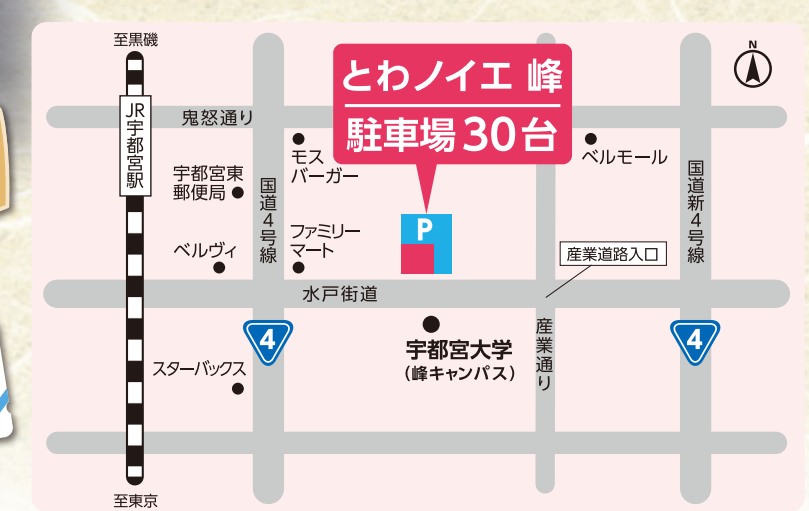 至黒磯
N
とわノイエ 峰
駐車場30台
JR宇都宮駅
鬼怒通り
モス
バーガー
ベルモール
宇都宮東
郵便局
国道4号線
国道新4号線
ファミリー
マート
P
ベルヴィ
産業道路入口
水戸街道
4
4
宇都宮大学
(峰キャンパス)
産業通り
スターバックス
至東京